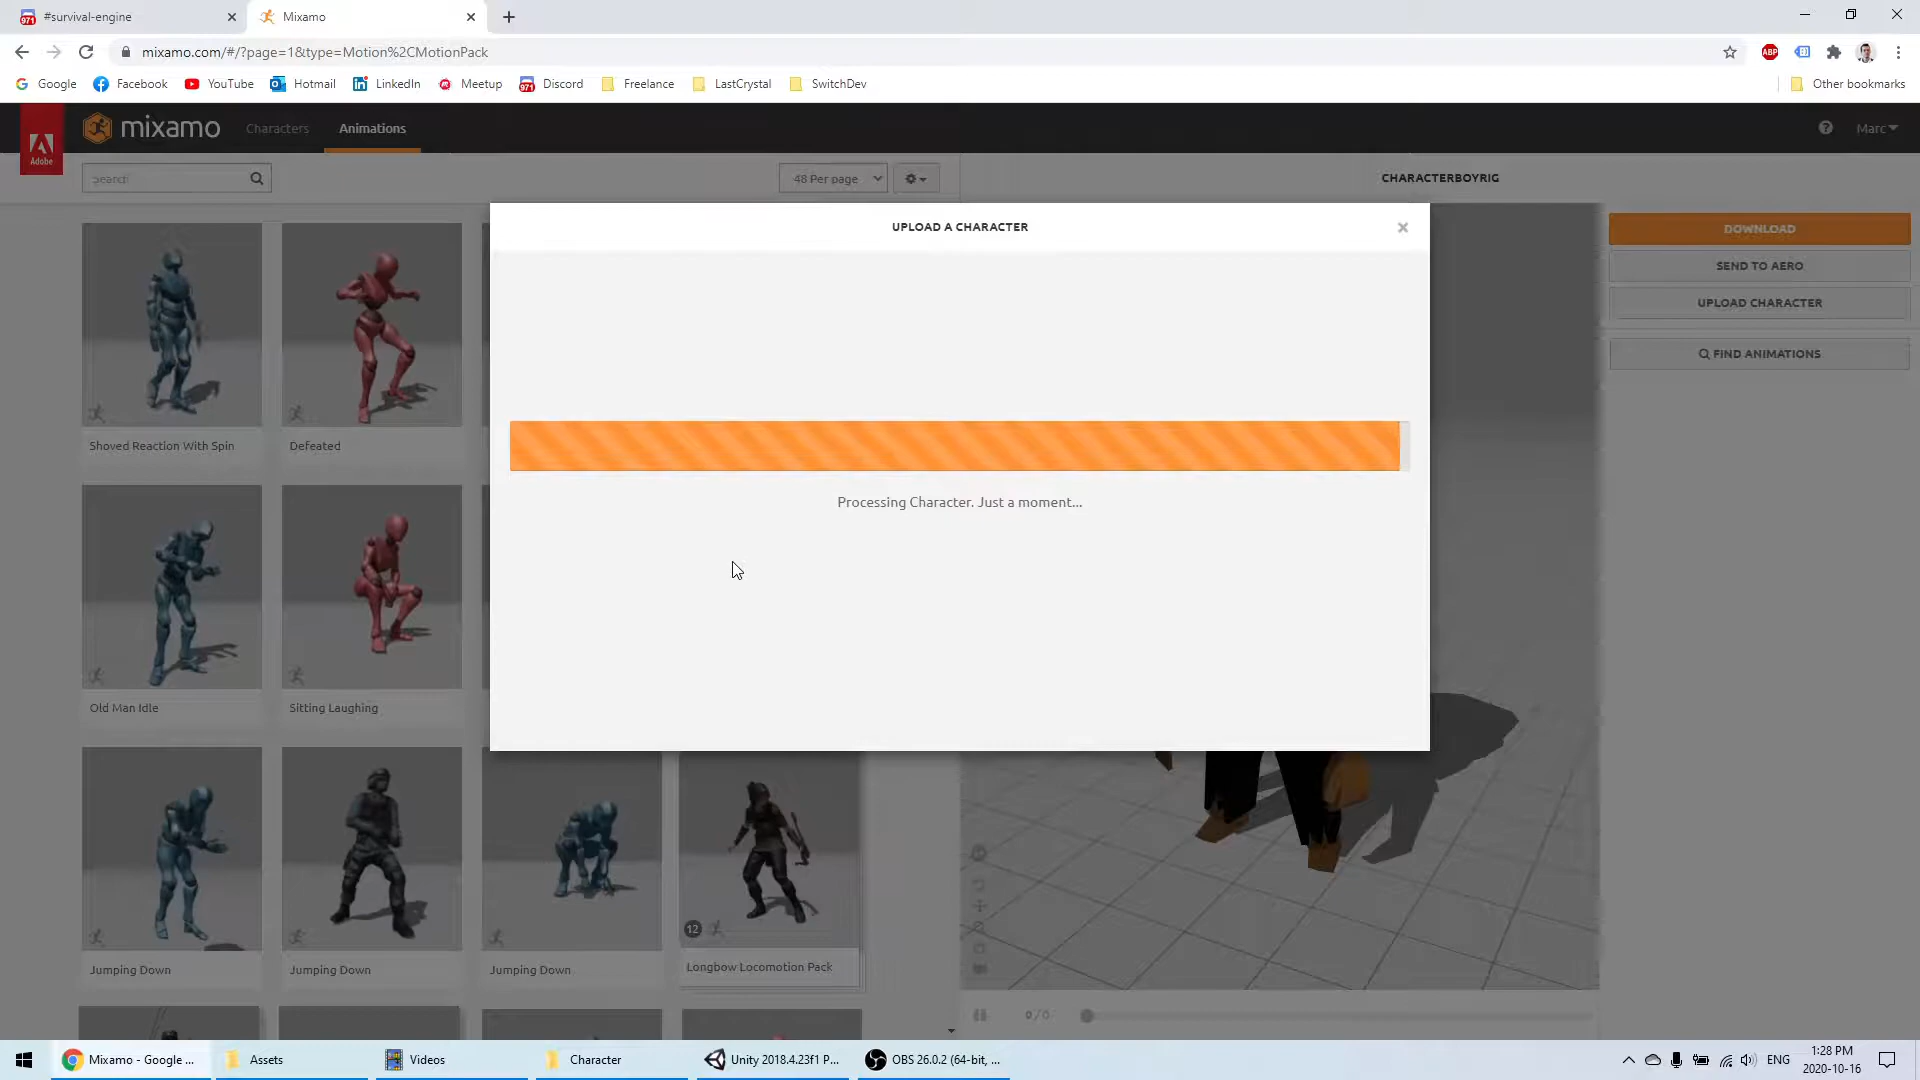 #survival-engine
Mixamo
mixamo.com/#/?page=1&type=Motion%2CMotionPack
ABP
Google
Facebook
YouTube
Hotmail
LinkedIn
Meetup
971
Discord
Freelance
LastCrystal
SwitchDev
Other bookmarks
Adobe
mixamo
Characters
Animations
Marc
Search
48 Per page
CHARACTERBOYRIG
UPLOAD A CHARACTER
DOWNLOAD
SEND TO AERO
UPLOAD CHARACTER
FIND ANIMATIONS
Shoved Reaction With Spin
Defeated
Processing Character. Just a moment...
Old Man Idle
Sitting Laughing
12
Jumping Down
Jumping Down
Jumping Down
Longbow Locomotion Pack
0 / 0
Mixamo - Google ...
Assets
Videos
Character
Unity 2018.4.23f1 P...
OBS 26.0.2 (64-bit, ...
ENG
1:28 PM
2020-10-16